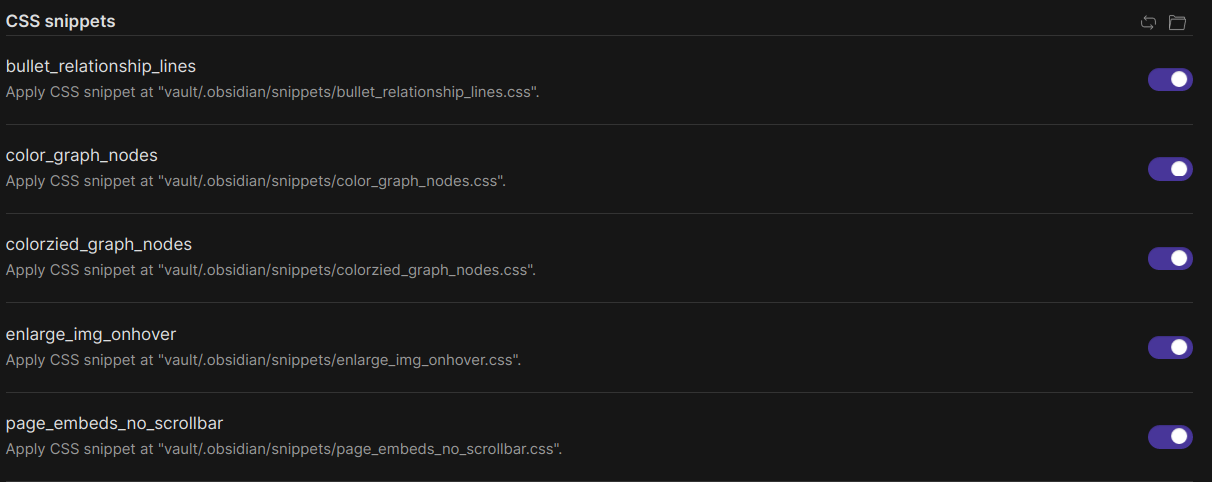 CSS snippets
bullet_relationship_lines
Apply CSS snippet at "vault/.obsidian/snippets/bullet_relationship_lines.css".
color_graph_nodes
Apply CSS snippet at "vault/.obsidian/snippets/color_graph_nodes.css".
colorzied_graph_nodes
Apply CSS snippet at "vault/.obsidian/snippets/colorzied_graph_nodes.css".
enlarge_img_onhover
Apply CSS snippet at "vault/.obsidian/snippets/enlarge_img_onhover.css".
page_embeds_no_scrollbar
Apply CSS snippet at "vault/.obsidian/snippets/page_embeds_no_scrollbar.css".